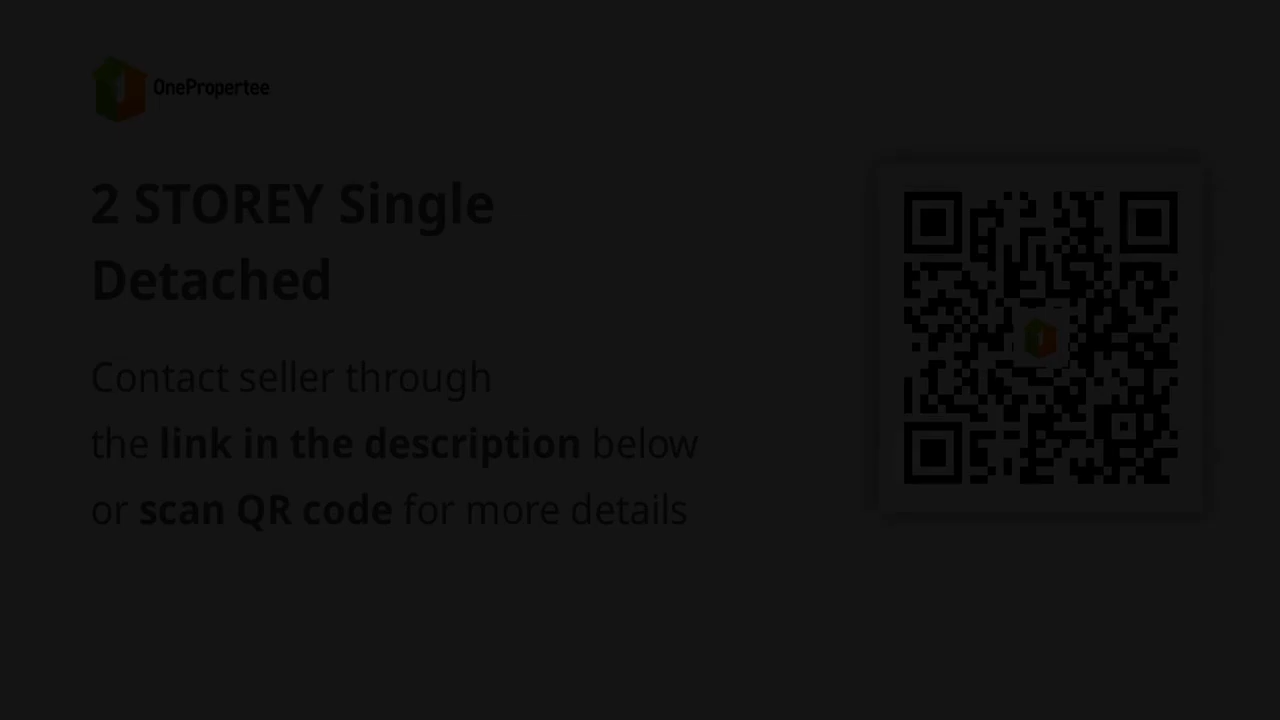 OnePropertee
2 STOREY Single
Detached
Contact seller through
the link in the description below
or scan QR code for more details